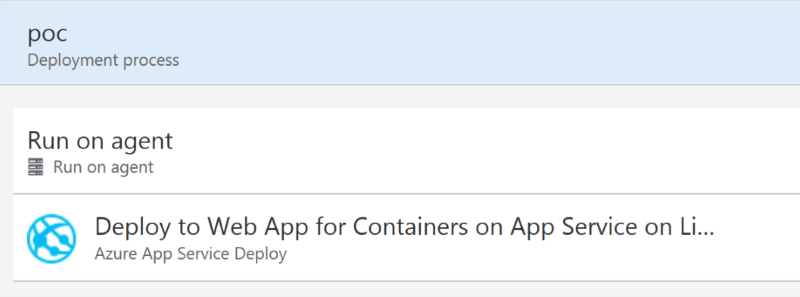 poc
Deployment process
Run on agent
Run on agent
Deploy to Web App for Containers on App Service on Li...
Azure App Service Deploy